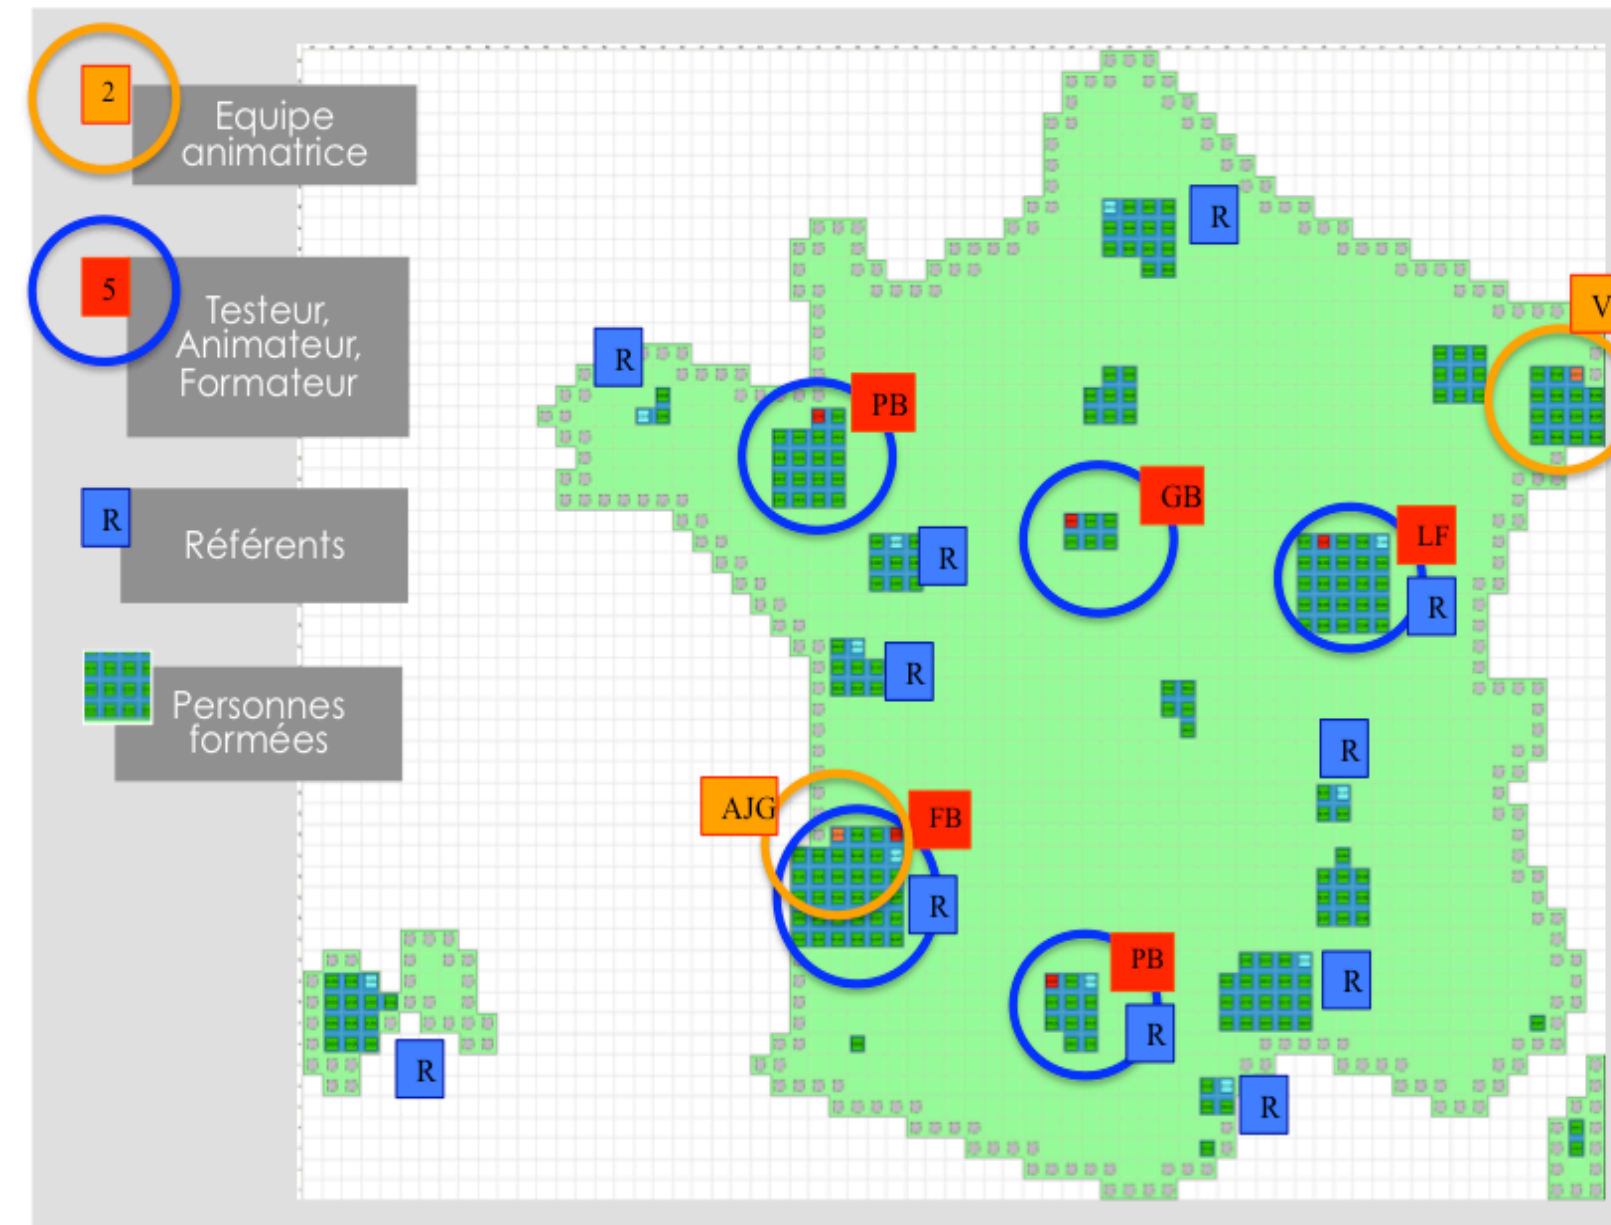 2
Equipe
animatrice
5
Testeur,
Animateur,
Formateur
R
Référents
Personnes
formées
R
R
V
PB
GB
LF
R
R
R
R
AJG
FB
R
PB
R
R
R
R